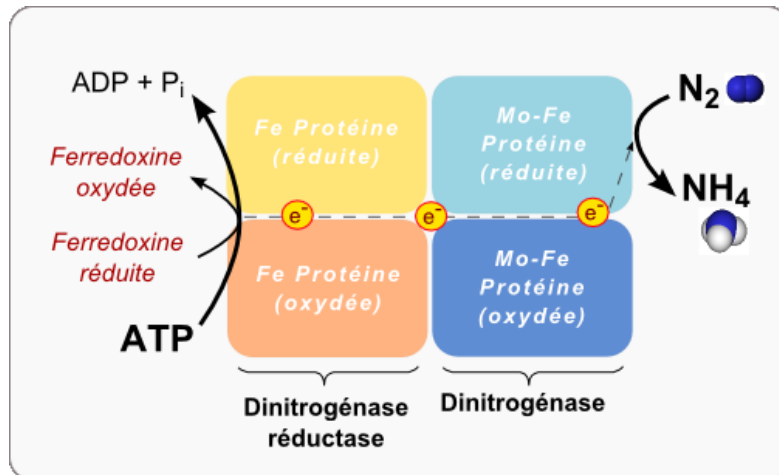 ADP + Pi
Ferredoxine
oxydée
Ferredoxine
réduite
ATP
Fe Protéine
(réduite)
Mo-Fe
Protéine
(réduite)
e-
e-
e-
Fe Protéine
(oxydée)
Mo-Fe
Protéine
(oxydée)
N2
NH4
Dinitrogénase
réductase
Dinitrogénase